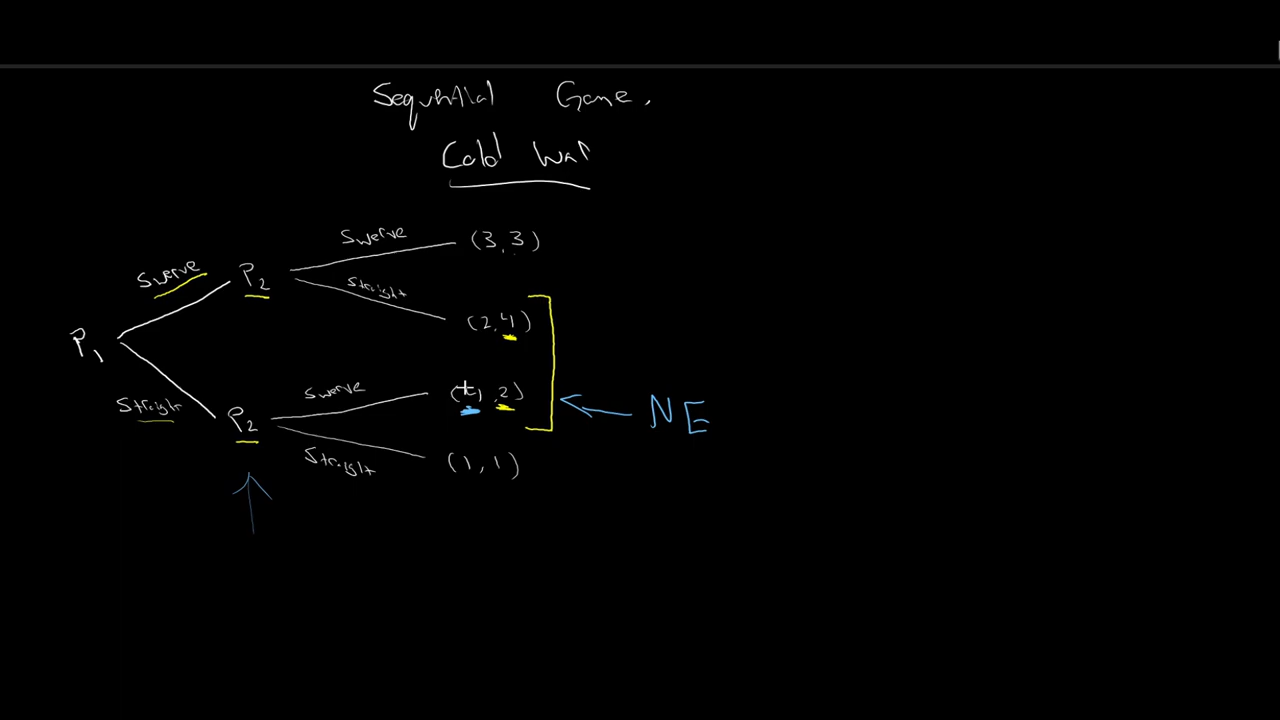 Sequntial Game.
Cold War
Swerve
P₂
Swerve
(3,3)
Straight
(2,4)
P₁
Straight
P₂
Swerve
,2)
Straight
(1,1)
NE